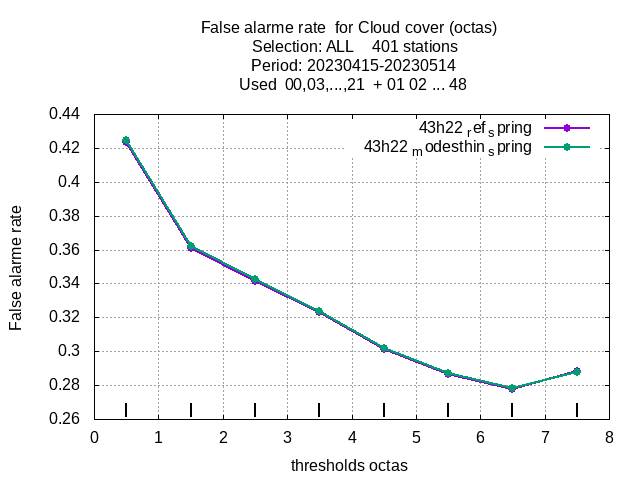 False alarme rate  for Cloud cover (octas)
Selection: ALL    401 stations
Period: 20230415-20230514
Used  00,03,...,21  + 01 02 ... 48
43h22 ref spring
43h22 modesthin spring
0.44
0.42
0.4
0.38
0.36
0.34
0.32
0.3
0.28
0.26
False alarme rate
0 1 2 3 4 5 6 7 8
thresholds octas